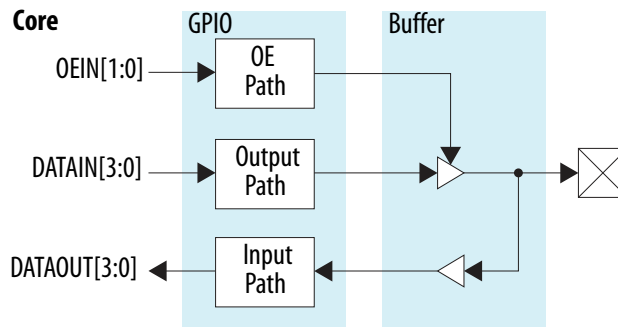 Core
GPIO
Buffer
OEIN[1:0]
OE
Path
DATAIN[3:0]
Output
Path
DATAOUT[3:0]
Input
Path